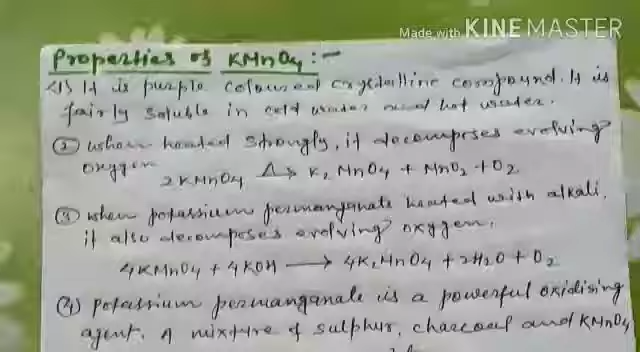 Made with KINEMASTER
Properties of KMnO4:-
<1> It is purple coloured crystalline compound. It is
fairly soluble in cold water and hot water.
(2) when heated strongly, it decomposes evolving
oxygen
2KMnO4 Δ→ K2MnO4 + MnO2 + O2
(3) when potassium permanganate heated with alkali,
it also decomposes evolving oxygen.
4KMnO4 + 4KOH → 4K2MnO4 + 2H2O + O2
(4) Potassium permanganate is a powerful oxidising
agent. A mixture of sulphur, charcoal and KMnO4